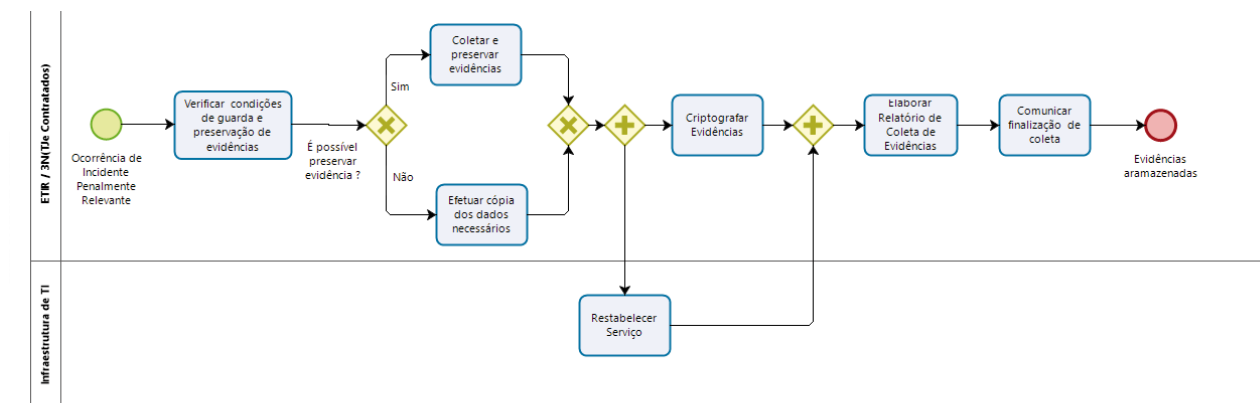 ETIR / 3N(TJs Contratados)
Ocorrência de
Incidente
Penalmente
Relevante
Verificar condições
de guarda e
preservação de
evidências
É possível
preservar
evidência ?
Sim
Coletar e
preservar
evidências
Não
Efetuar cópia
dos dados
necessários
Criptografar
Evidências
Elaborar
Relatório de
Coleta de
Evidências
Comunicar
finalização de
coleta
Evidências
aramazenadas
Infraestrutura de TI
Restabelecer
Serviço